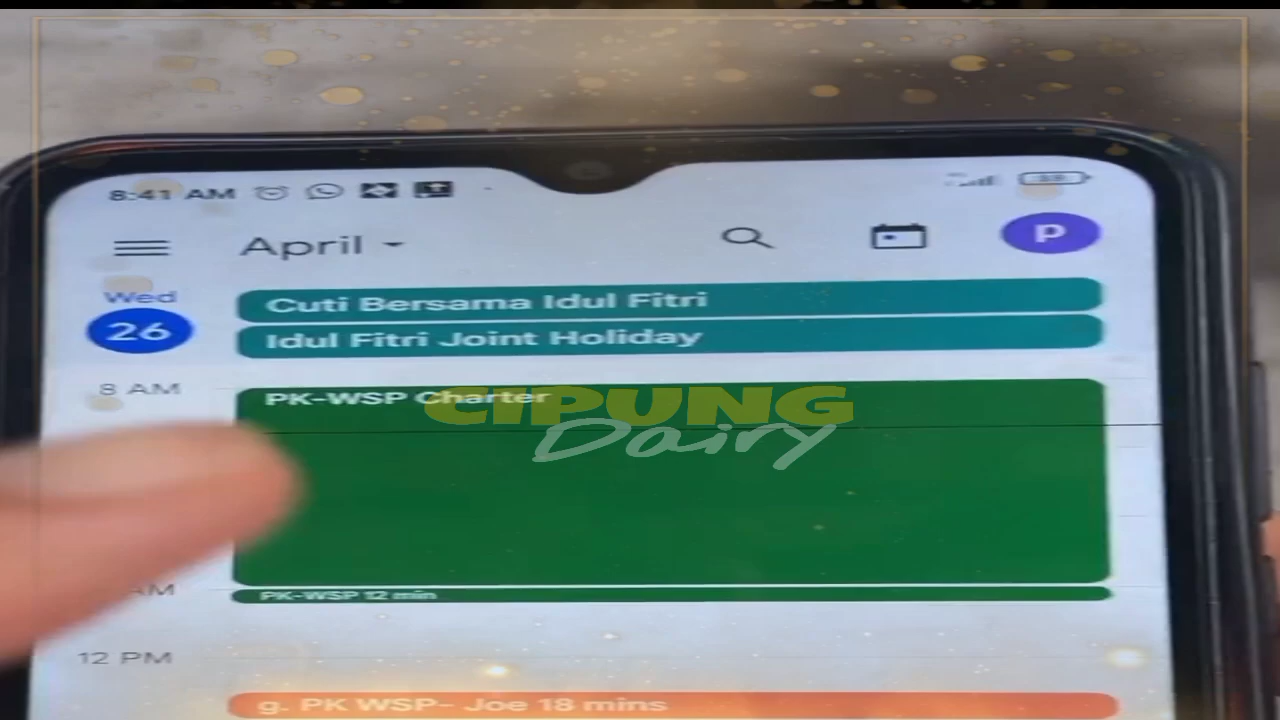 8:41 AM
April
P
Wed
26
Cuti Bersama Idul Fitri
Idul Fitri Joint Holiday
8 AM
PK-WSP Charter
CIPUNG
Dairy
AM
PK-WSP 12 min
12 PM
g. PK WSP- Joe 18 mins